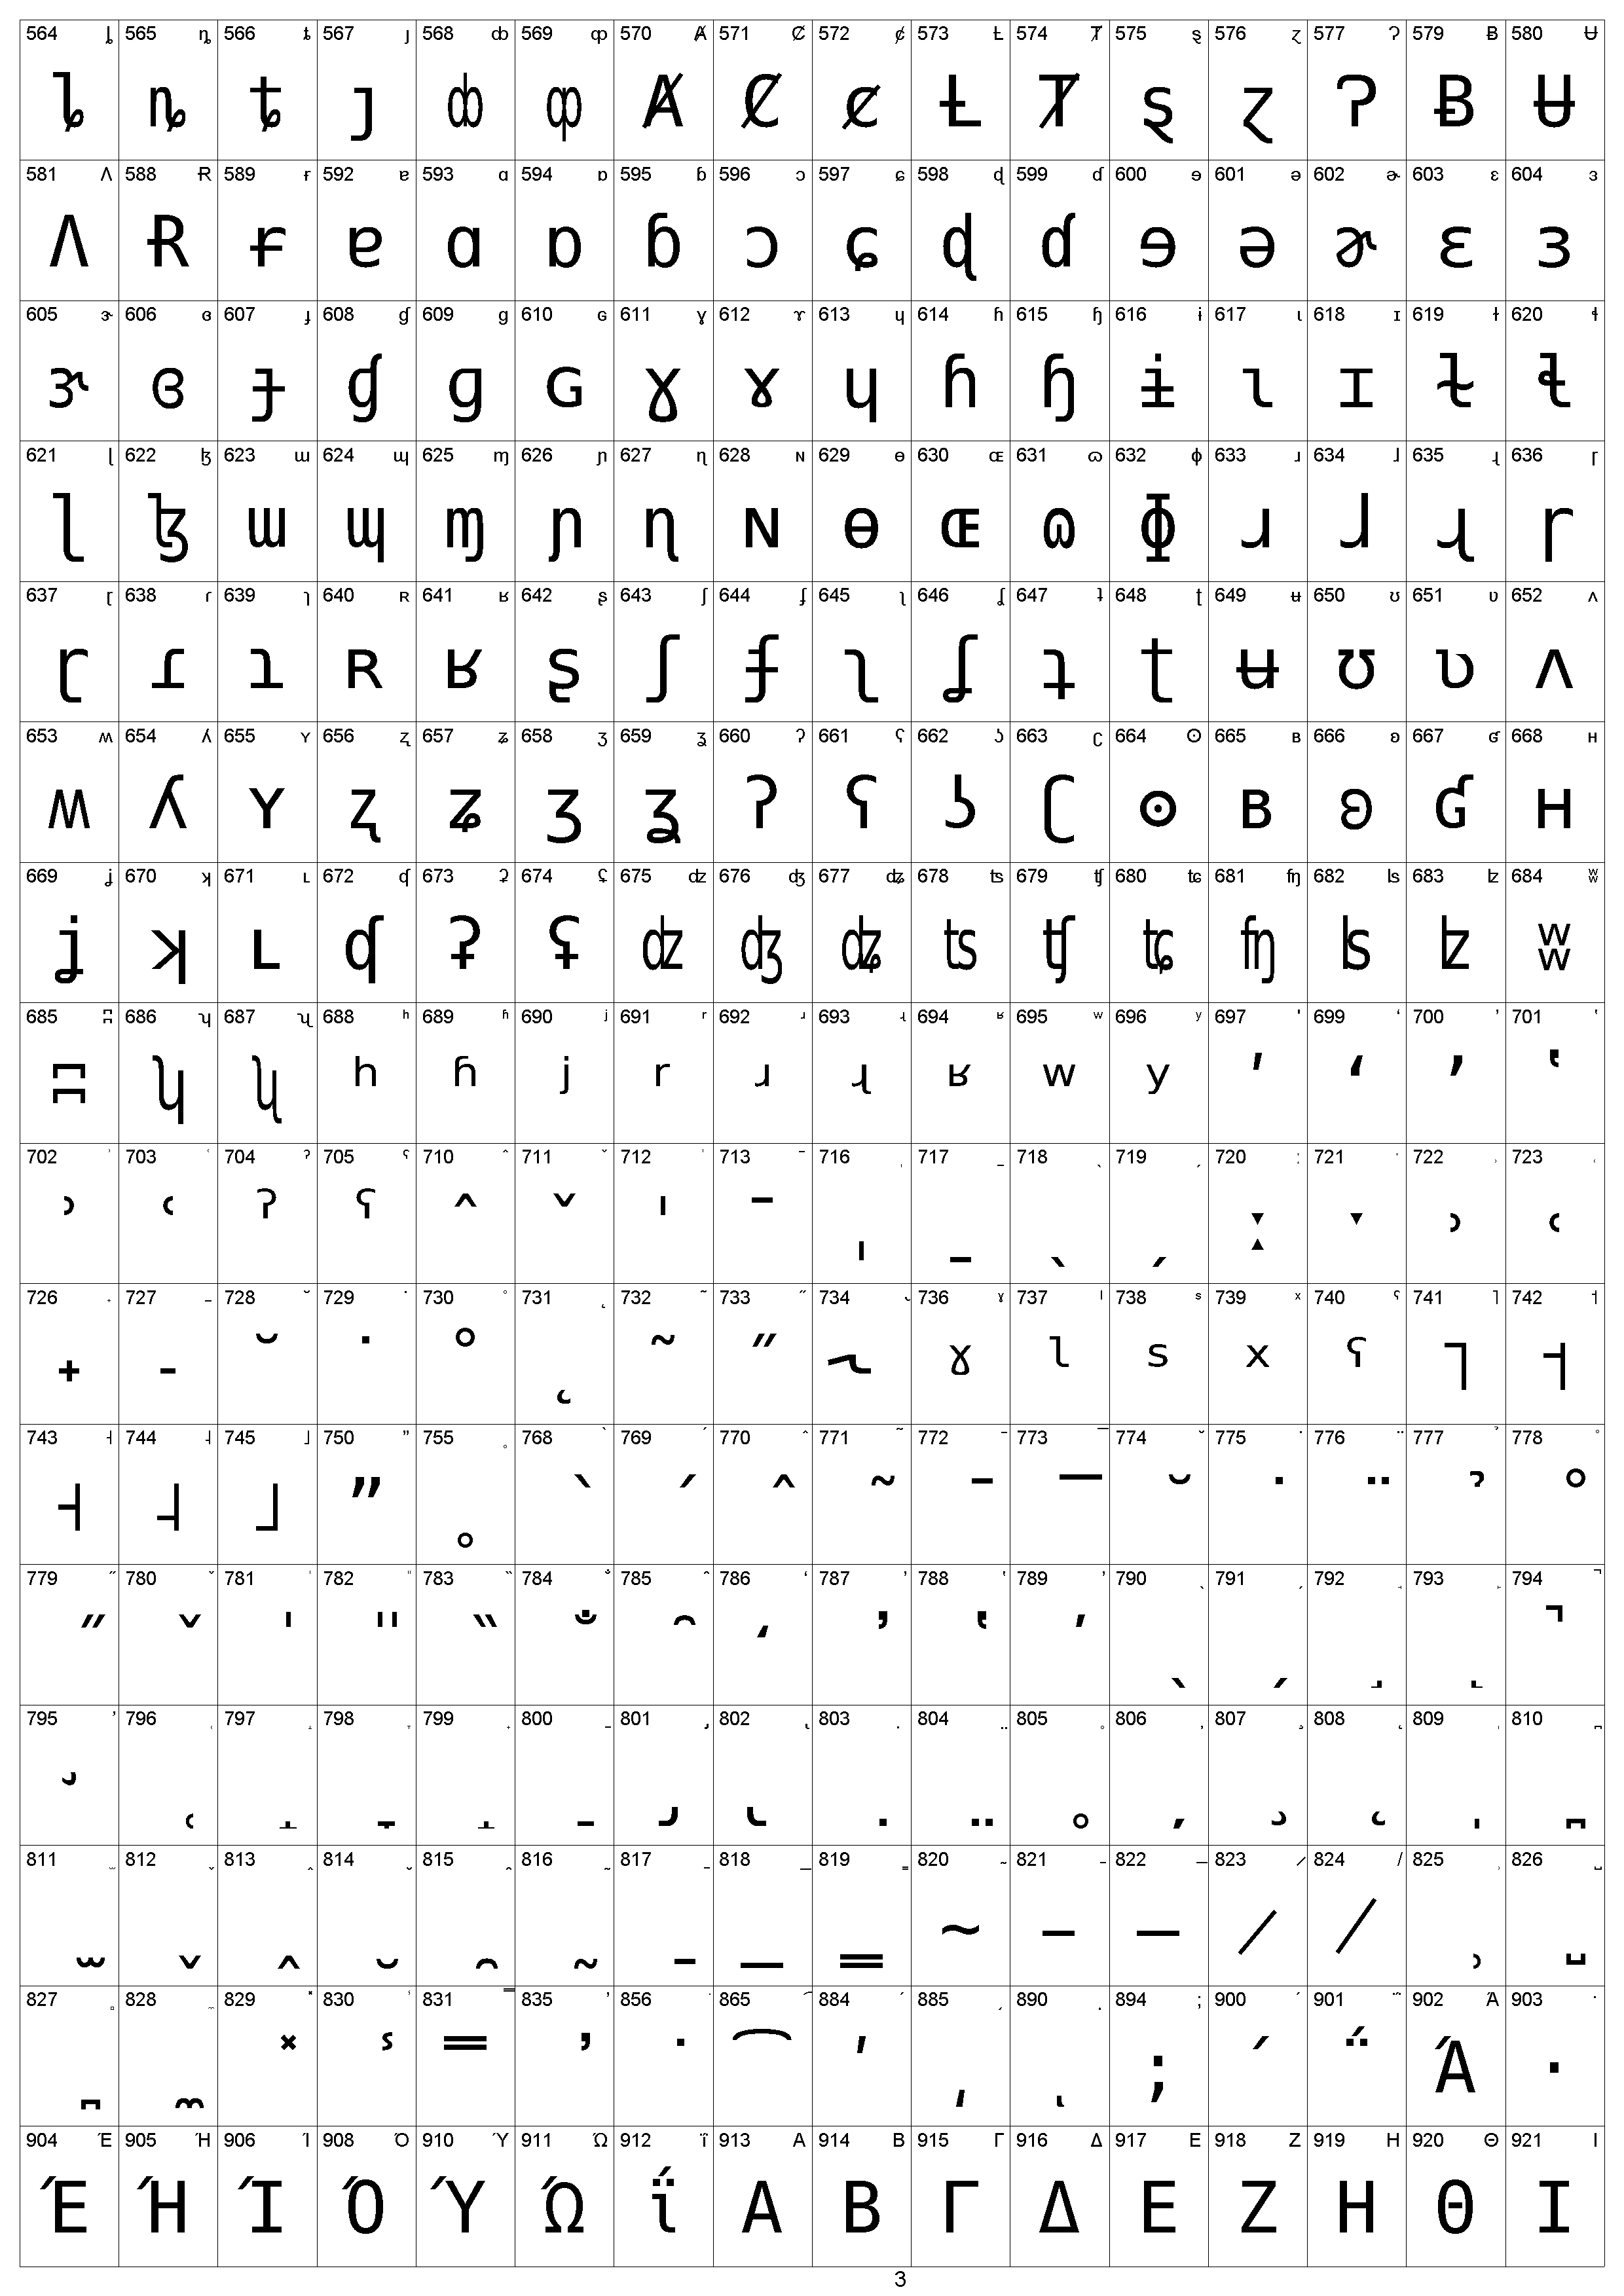 564 ȴ 565 ȵ 566 ȶ 567 ȷ 568 ȸ 569 ȹ 570 Ⱥ 571 Ȼ 572 ȼ 573 Ƚ 574 Ⱦ 575 ȿ 576 ɀ 577 Ɂ 579 Ƀ 580 Ʉ
ȴ ȵ ȶ ȷ ȸ ȹ Ⱥ Ȼ ȼ Ƚ Ⱦ ȿ ɀ Ɂ Ƀ Ʉ
581 Ʌ 588 Ɍ 589 ɍ 592 ɐ 593 ɑ 594 ɒ 595 ɓ 596 ɔ 597 ɕ 598 ɖ 599 ɗ 600 ɘ 601 ə 602 ɚ 603 ɛ 604 ɜ
Ʌ Ɍ ɍ ɐ ɑ ɒ ɓ ɔ ɕ ɖ ɗ ɘ ə ɚ ɛ ɜ
605 ɝ 606 ɞ 607 ɟ 608 ɠ 609 ɡ 610 ɢ 611 ɣ 612 ɤ 613 ɥ 614 ɦ 615 ɧ 616 ɨ 617 ɩ 618 ɪ 619 ɫ 620 ɬ
ɝ ɞ ɟ ɠ ɡ ɢ ɣ ɤ ɥ ɦ ɧ ɨ ɩ ɪ ɫ ɬ
621 ɭ 622 ɮ 623 ɯ 624 ɰ 625 ɱ 626 ɲ 627 ɳ 628 ɴ 629 ɵ 630 ɶ 631 ɷ 632 ɸ 633 ɹ 634 ɺ 635 ɻ 636 ɼ
ɭ ɮ ɯ ɰ ɱ ɲ ɳ ɴ ɵ ɶ ɷ ɸ ɹ ɺ ɻ ɼ
637 ɽ 638 ɾ 639 ɿ 640 ʀ 641 ʁ 642 ʂ 643 ʃ 644 ʄ 645 ʅ 646 ʆ 647 ʇ 648 ʈ 649 ʉ 650 ʊ 651 ʋ 652 ʌ
ɽ ɾ ɿ ʀ ʁ ʂ ʃ ʄ ʅ ʆ ʇ ʈ ʉ ʊ ʋ ʌ
653 ʍ 654 ʎ 655 ʏ 656 ʐ 657 ʑ 658 ʒ 659 ʓ 660 ʔ 661 ʕ 662 ʖ 663 ʗ 664 ʘ 665 ʙ 666 ʚ 667 ʛ 668 ʜ
ʍ ʎ ʏ ʐ ʑ ʒ ʓ ʔ ʕ ʖ ʗ ʘ ʙ ʚ ʛ ʜ
669 ʝ 670 ʞ 671 ʟ 672 ʠ 673 ʡ 674 ʢ 675 ʣ 676 ʤ 677 ʥ 678 ʦ 679 ʧ 680 ʨ 681 ʩ 682 ʪ 683 ʫ 684 ʬ
ʝ ʞ ʟ ʠ ʡ ʢ ʣ ʤ ʥ ʦ ʧ ʨ ʩ ʪ ʫ ʬ
685 ʭ 686 ʮ 687 ʯ 688 ʰ 689 ʱ 690 ʲ 691 ʳ 692 ʴ 693 ʵ 694 ʶ 695 ʷ 696 ʸ 697 ʹ 699 ʻ 700 ʼ 701 ʽ
ʭ ʮ ʯ ʰ ʱ ʲ ʳ ʴ ʵ ʶ ʷ ʸ ʹ ʻ ʼ ʽ
702 ʾ 703 ʿ 704 ˀ 705 ˁ 710 ˆ 711 ˇ 712 ˈ 713 ˉ 716 ˌ 717 ˍ 718 ˎ 719 ˏ 720 ː 721 ˑ 722 ˒ 723 ˓
ʾ ʿ ˀ ˁ ˆ ˇ ˈ ˉ ˌ ˍ ˎ ˏ ː ˑ ˒ ˓
726 ˖ 727 ˗ 728 ˘ 729 ˙ 730 ˚ 731 ˛ 732 ˜ 733 ˝ 734 ˞ 736 ˠ 737 ˡ 738 ˢ 739 ˣ 740 ˤ 741 ˥ 742 ˦
˖ ˗ ˘ ˙ ˚ ˛ ˜ ˝ ˞ ˠ ˡ ˢ ˣ ˤ ˥ ˦
743 ˧ 744 ˨ 745 ˩ 750 ˮ 755 ˳ 768 ̀ 769 ́ 770 ̂ 771 ̃ 772 ̄ 773 ̅ 774 ̆ 775 ̇ 776 ̈ 777 ̉ 778 ̊
˧ ˨ ˩ ˮ ˳ ̀ ́ ̂ ̃ ̄ ̅ ̆ ̇ ̈ ̉ ̊
779 ̋ 780 ̌ 781 ̍ 782 ̎ 783 ̏ 784 ̐ 785 ̑ 786 ̒ 787 ̓ 788 ̔ 789 ̕ 790 ̖ 791 ̗ 792 ̘ 793 ̙ 794 ̚
̋ ̌ ̍ ̎ ̏ ̐ ̑ ̒ ̓ ̔ ̕ ̖ ̗ ̘ ̙ ̚
795 ̛ 796 ̜ 797 ̝ 798 ̞ 799 ̟ 800 ̠ 801 ̡ 802 ̢ 803 ̣ 804 ̤ 805 ̥ 806 ̦ 807 ̧ 808 ̨ 809 ̩ 810 ̪
̛ ̜ ̝ ̞ ̟ ̠ ̡ ̢ ̣ ̤ ̥ ̦ ̧ ̨ ̩ ̪
811 ̫ 812 ̬ 813 ̭ 814 ̮ 815 ̯ 816 ̰ 817 ̱ 818 ̲ 819 ̳ 820 ̴ 821 ̵ 822 ̶ 823 ̷ 824 ̸ 825 ̹ 826 ̺
̫ ̬ ̭ ̮ ̯ ̰ ̱ ̲ ̳ ̴ ̵ ̶ ̷ ̸ ̹ ̺
827 ̻ 828 ̼ 829 ̽ 830 ̾ 831 ̿ 835 ̓ 856 ͘ 865 ͡ 884 ʹ 885 ͵ 890 ͺ 894 ; 900 ΄ 901 ΅ 902 Ά 903 ·
̻ ̼ ̽ ̾ ̿ ̓ ͘ ͡ ʹ ͵ ͺ ; ΄ ΅ Ά ·
904 Έ 905 Ή 906 Ί 908 Ό 910 Ύ 911 Ώ 912 ΐ 913 Α 914 Β 915 Γ 916 Δ 917 Ε 918 Ζ 919 Η 920 Θ 921 Ι
Έ Ή Ί Ό Ύ Ώ ΐ Α Β Γ Δ Ε Ζ Η Θ Ι
3